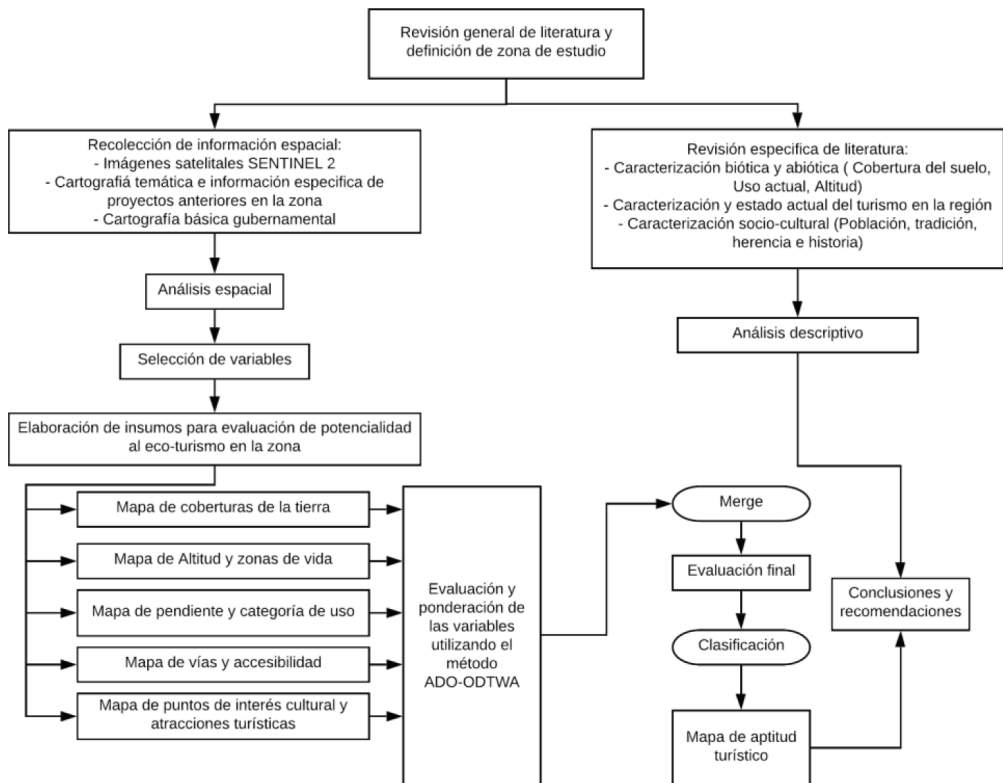 Revisión general de literatura y
definición de zona de estudio
Recolección de información espacial:
- Imágenes satelitales SENTINEL 2
- Cartografiá temática e información especifica de
proyectos anteriores en la zona
- Cartografía básica gubernamental
Revisión especifica de literatura:
- Caracterización biótica y abiótica ( Cobertura del suelo,
Uso actual, Altitud)
- Caracterización y estado actual del turismo en la región
- Caracterización socio-cultural (Población, tradición,
herencia e historia)
Análisis espacial
Selección de variables
Análisis descriptivo
Elaboración de insumos para evaluación de potencialidad
al eco-turismo en la zona
Mapa de coberturas de la tierra
Mapa de Altitud y zonas de vida
Mapa de pendiente y categoría de uso
Mapa de vías y accesibilidad
Mapa de puntos de interés cultural y
atracciones turísticas
Evaluación y
ponderación de
las variables
utilizando el
método
ADO-ODTWA
Merge
Evaluación final
Clasificación
Mapa de aptitud
turístico
Conclusiones y
recomendaciones